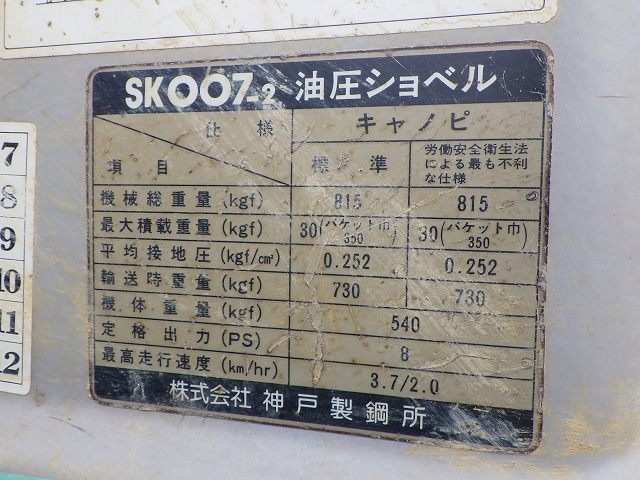 SK007-2 油圧ショベル
仕様 キャノピ
項目 標準 労働安全衛生法による最も不利な仕様
機械総重量 (kgf) 815 815
最大積載重量 (kgf) 30(バケット巾350) 30(バケット巾350)
平均接地圧 (kgf/cm²) 0.252 0.252
輸送時重量 (kgf) 730 730
機体重量 (kgf) 540
定格出力 (PS) 8
最高走行速度 (km/hr) 3.7/2.0
株式会社 神戸製鋼所
7
8
9
10
11
12